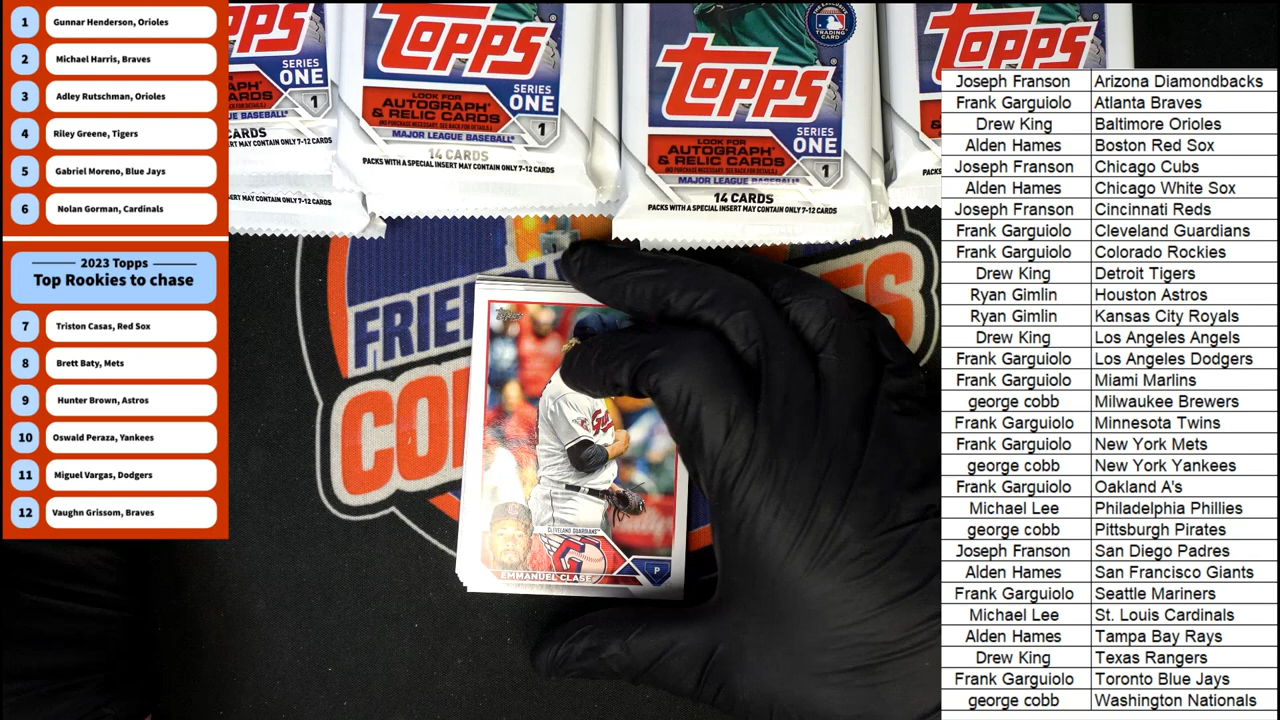 1 Gunnar Henderson, Orioles
2 Michael Harris, Braves
3 Adley Rutschman, Orioles
4 Riley Greene, Tigers
5 Gabriel Moreno, Blue Jays
6 Nolan Gorman, Cardinals
2023 Topps
Top Rookies to chase
7 Triston Casas, Red Sox
8 Brett Baty, Mets
9 Hunter Brown, Astros
10 Oswald Peraza, Yankees
11 Miguel Vargas, Dodgers
12 Vaughn Grissom, Braves
SERIES
ONE
1
CARDS
TOPPS
SERIES
ONE
1
LOOK FOR
AUTOGRAPH
& RELIC CARDS
MAJOR LEAGUE BASEBALL
14 CARDS
PACKS WITH A SPECIAL INSERT MAY CONTAIN ONLY 7-12 CARDS
TOPPS
SERIES
ONE
1
LOOK FOR
AUTOGRAPH
& RELIC CARDS
MAJOR LEAGUE BASEBALL
14 CARDS
PACKS WITH A SPECIAL INSERT MAY CONTAIN ONLY 7-12 CARDS
TOPPS
FRIE
CO
ES
Topps
CLEVELAND GUARDIANS
EMMANUEL CLASE
P
Joseph Franson Arizona Diamondbacks
Frank Garguiolo Atlanta Braves
Drew King Baltimore Orioles
Alden Hames Boston Red Sox
Joseph Franson Chicago Cubs
Alden Hames Chicago White Sox
Joseph Franson Cincinnati Reds
Frank Garguiolo Cleveland Guardians
Frank Garguiolo Colorado Rockies
Drew King Detroit Tigers
Ryan Gimlin Houston Astros
Ryan Gimlin Kansas City Royals
Drew King Los Angeles Angels
Frank Garguiolo Los Angeles Dodgers
Frank Garguiolo Miami Marlins
george cobb Milwaukee Brewers
Frank Garguiolo Minnesota Twins
Frank Garguiolo New York Mets
george cobb New York Yankees
Frank Garguiolo Oakland A's
Michael Lee Philadelphia Phillies
george cobb Pittsburgh Pirates
Joseph Franson San Diego Padres
Alden Hames San Francisco Giants
Frank Garguiolo Seattle Mariners
Michael Lee St. Louis Cardinals
Alden Hames Tampa Bay Rays
Drew King Texas Rangers
Frank Garguiolo Toronto Blue Jays
george cobb Washington Nationals